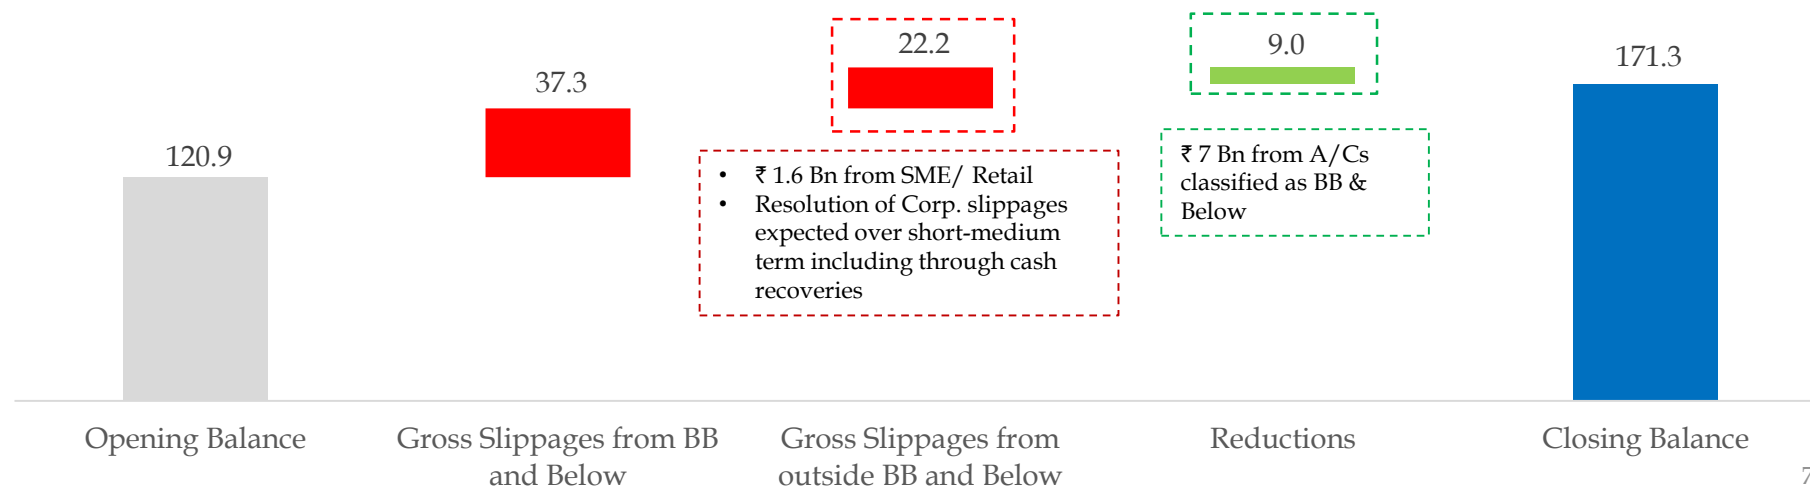 120.9
37.3
22.2
9.0
171.3
• ₹ 1.6 Bn from SME/ Retail
• Resolution of Corp. slippages
expected over short-medium
term including through cash
recoveries
₹ 7 Bn from A/Cs
classified as BB &
Below
Opening Balance
Gross Slippages from BB
and Below
Gross Slippages from
outside BB and Below
Reductions
Closing Balance
7